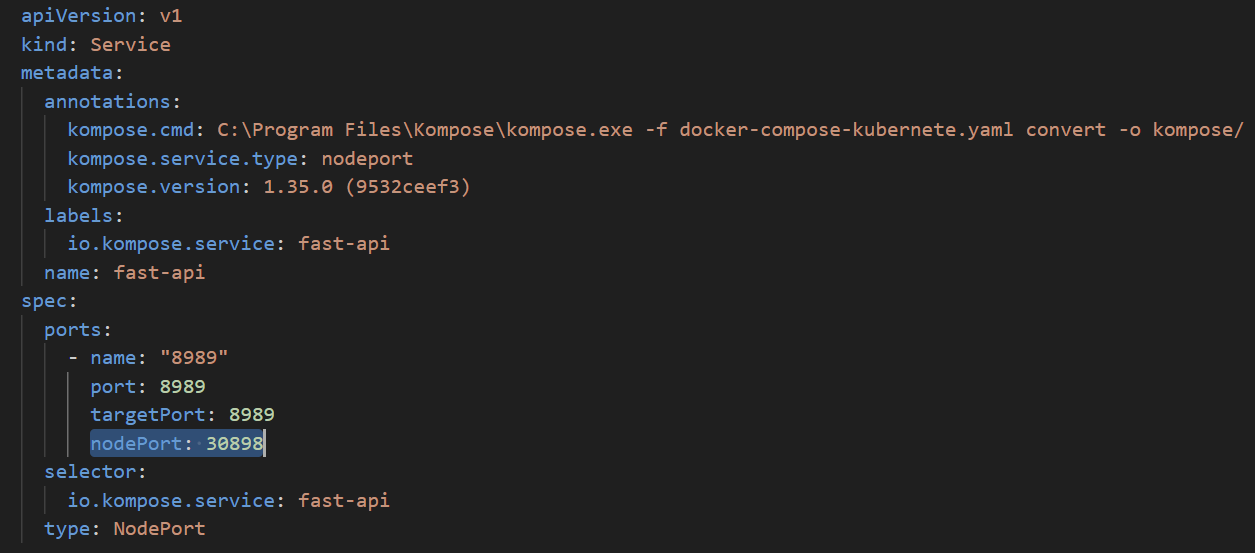 apiVersion: v1
kind: Service
metadata:
  annotations:
    kompose.cmd: C:\Program Files\Kompose\kompose.exe -f docker-compose-kubernete.yaml convert -o kompose/
    kompose.service.type: nodeport
    kompose.version: 1.35.0 (9532ceef3)
  labels:
    io.kompose.service: fast-api
  name: fast-api
spec:
  ports:
    - name: "8989"
      port: 8989
      targetPort: 8989
      nodePort: 30898
  selector:
    io.kompose.service: fast-api
  type: NodePort